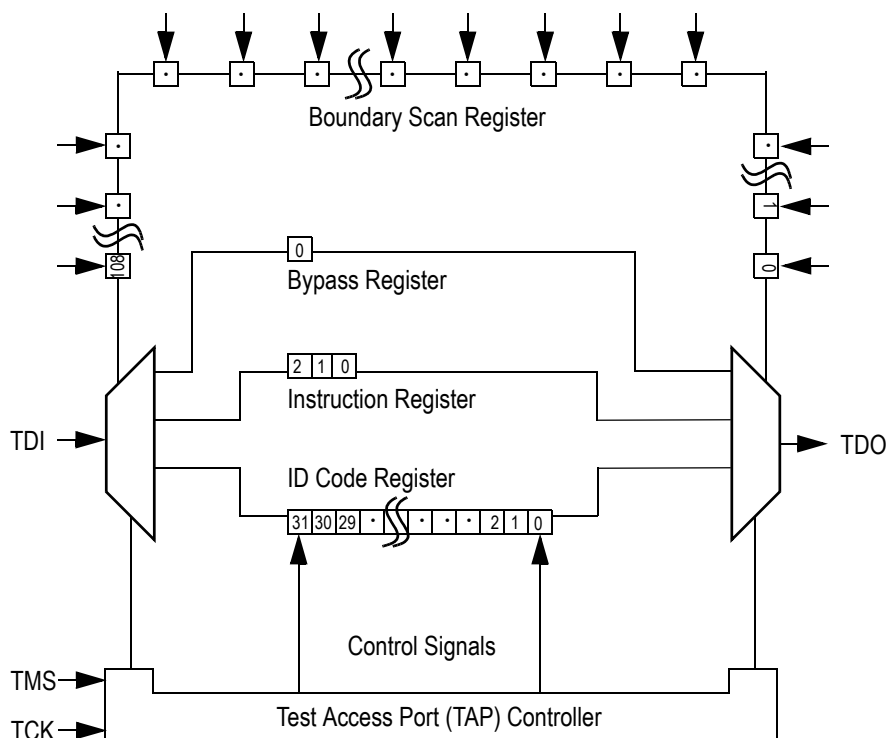 Boundary Scan Register
1
108
0
0
Bypass Register
2 1 0
Instruction Register
TDI
TDO
ID Code Register
31 30 29 · · · · 2 1 0
Control Signals
TMS
Test Access Port (TAP) Controller
TCK